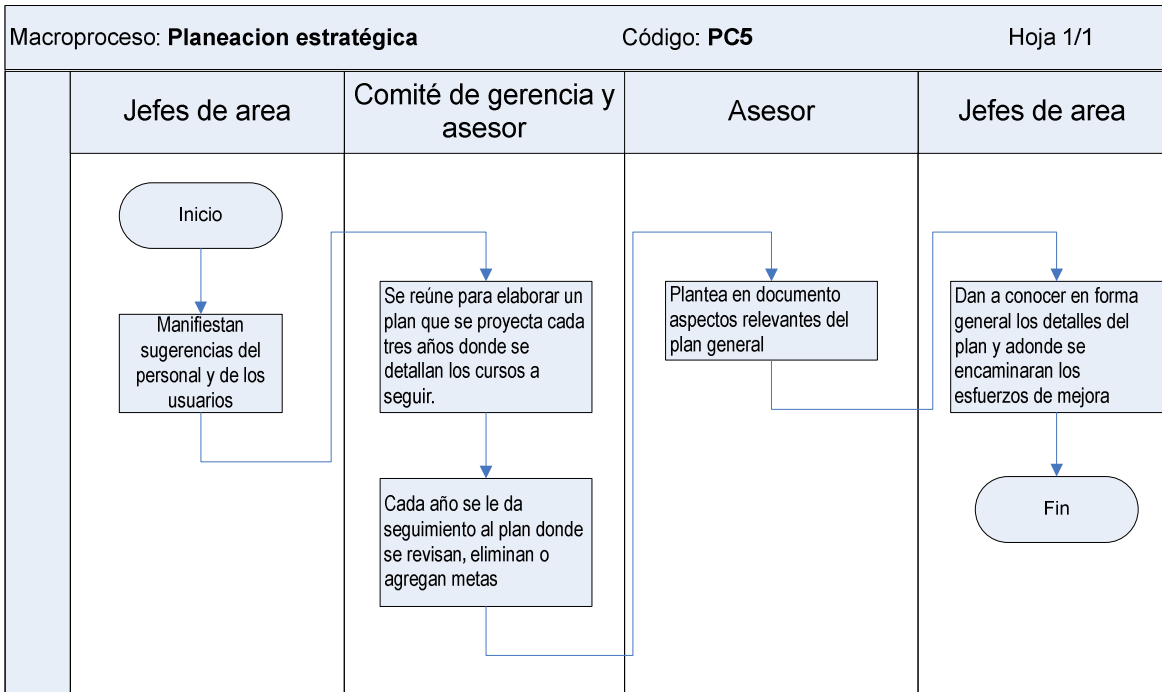 Macroproceso: Planeacion estratégica Código: PC5 Hoja 1/1
Jefes de area
Comité de gerencia y
asesor
Asesor
Jefes de area
Inicio
Manifiestan
sugerencias del
personal y de los
usuarios
Se reúne para elaborar un
plan que se proyecta cada
tres años donde se
detallan los cursos a
seguir.
Cada año se le da
seguimiento al plan donde
se revisan, eliminan o
agregan metas
Plantea en documento
aspectos relevantes del
plan general
Dan a conocer en forma
general los detalles del
plan y adonde se
encaminaran los
esfuerzos de mejora
Fin